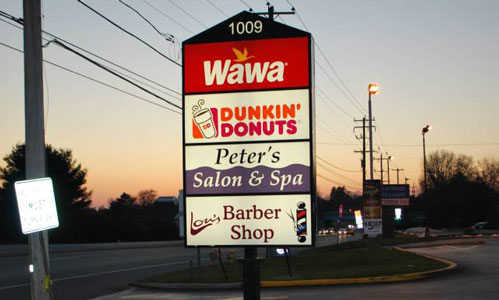 1009
Wawa
DUNKIN'
DONUTS
Peter's
Salon & Spa
Lou's Barber
Shop